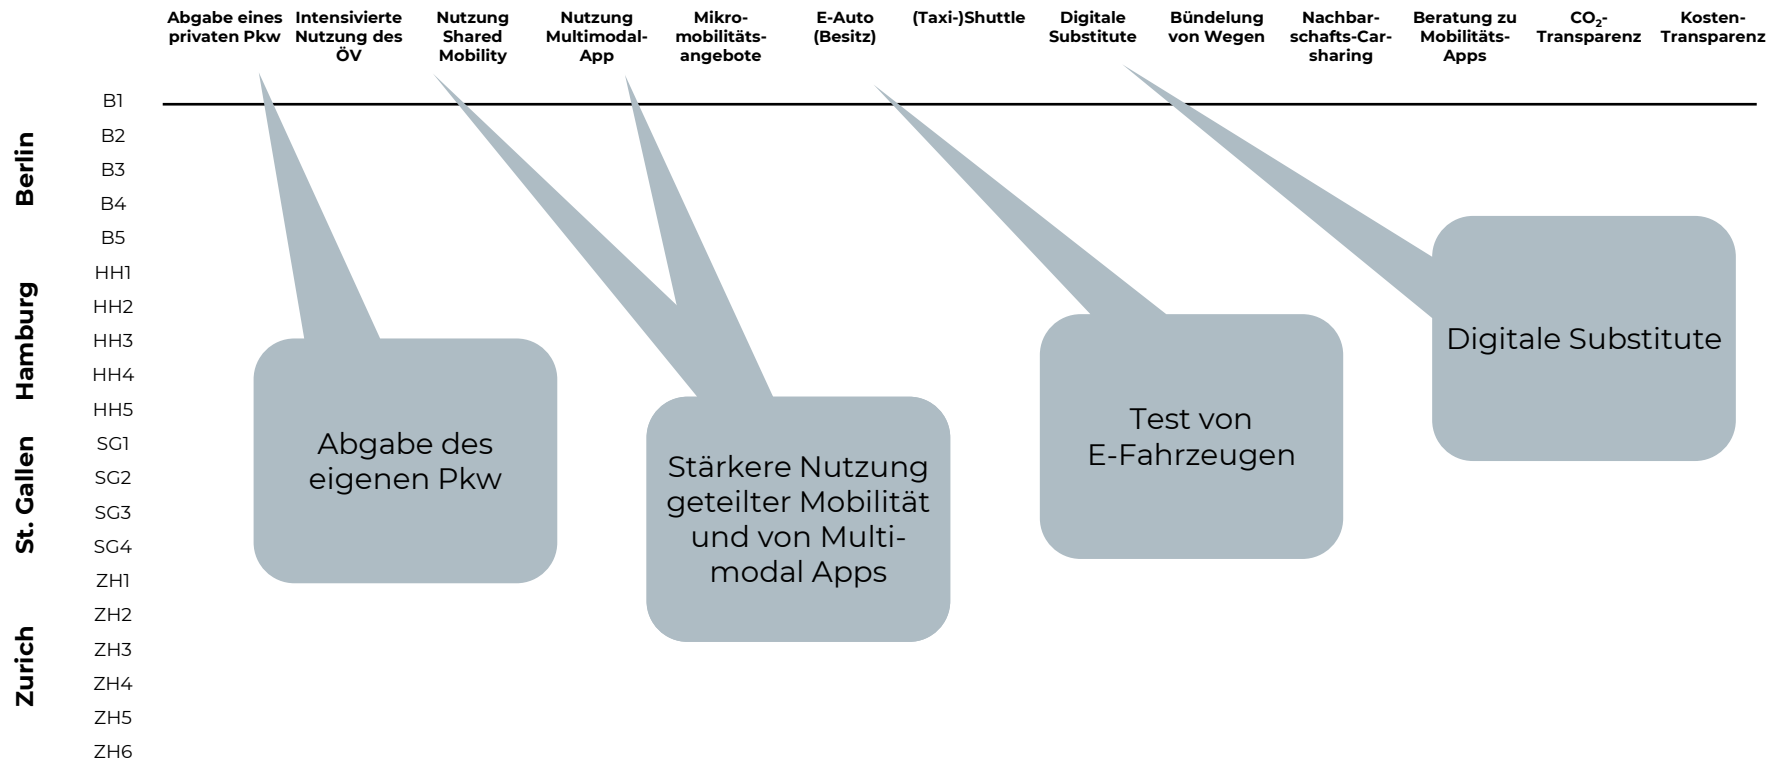 Abgabe eines
privaten Pkw
Intensivierte
Nutzung des
ÖV
Nutzung
Shared
Mobility
Nutzung
Multimodal-
App
Mikro-
mobilitäts-
angebote
E-Auto
(Besitz)
(Taxi-)Shuttle
Digitale
Substitute
Bündelung
von Wegen
Nachbar-
schafts-Car-
sharing
Beratung zu
Mobilitäts-
Apps
CO₂-
Transparenz
Kosten-
Transparenz
Berlin
B1
B2
B3
B4
B5
Hamburg
HH1
HH2
HH3
HH4
HH5
St. Gallen
SG1
SG2
SG3
SG4
Zurich
ZH1
ZH2
ZH3
ZH4
ZH5
ZH6
Abgabe des
eigenen Pkw
Stärkere Nutzung
geteilter Mobilität
und von Multi-
modal Apps
Test von
E-Fahrzeugen
Digitale Substitute